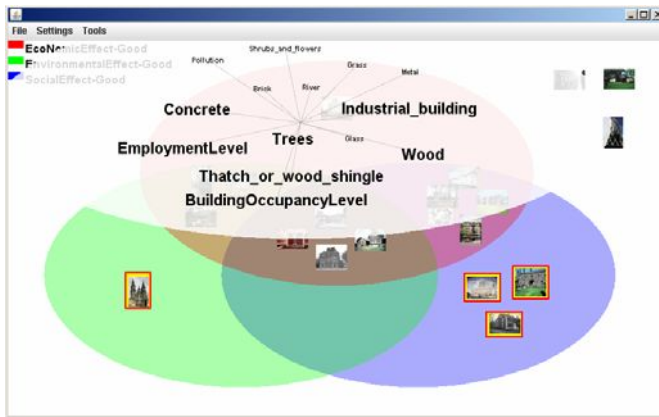 File Settings Tools
EcoNomicEffect-Good
EnvironmentalEffect-Good
SocialEffect-Good
Shrubs_and_flowers
Pollution
Grass
Metal
Brick
River
Concrete
Industrial_building
Trees
Glass
EmploymentLevel
Wood
Thatch_or_wood_shingle
BuildingOccupancyLevel